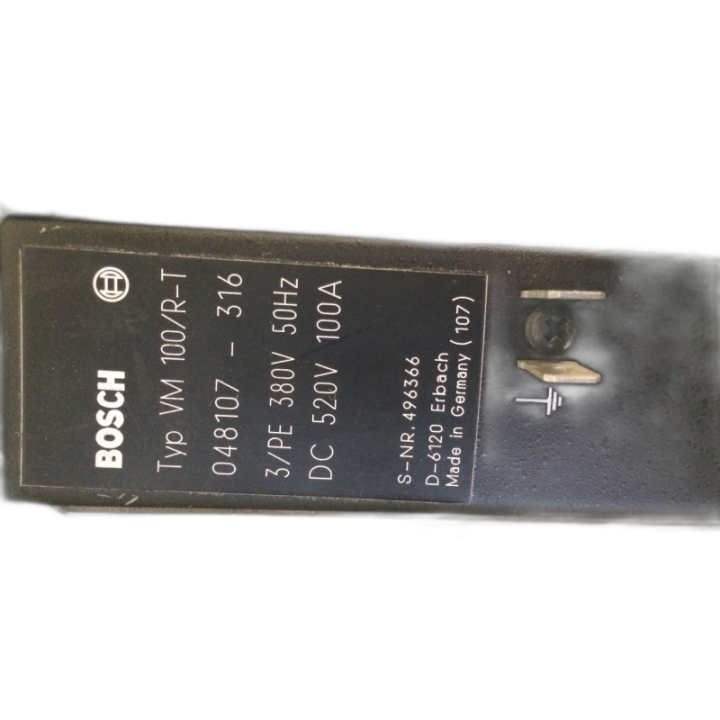 BOSCH
Typ VM 100/R-T
048107 - 316
3/PE 380V 50Hz
DC 520V 100A
S-NR. 496366
D-6120 Erbach
Made in Germany (107)